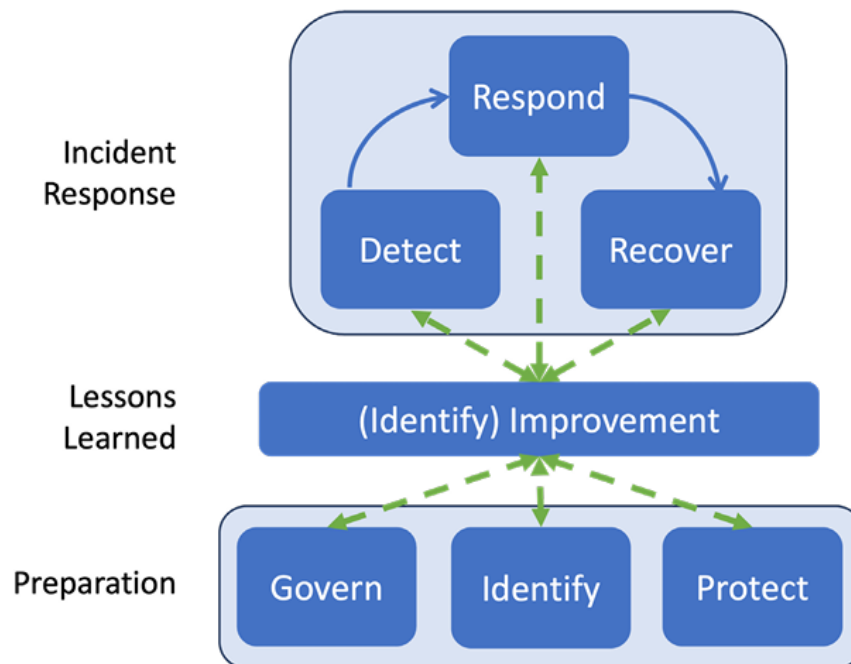 Respond
Incident
Response
Detect
Recover
Lessons
Learned
(Identify) Improvement
Preparation
Govern
Identify
Protect